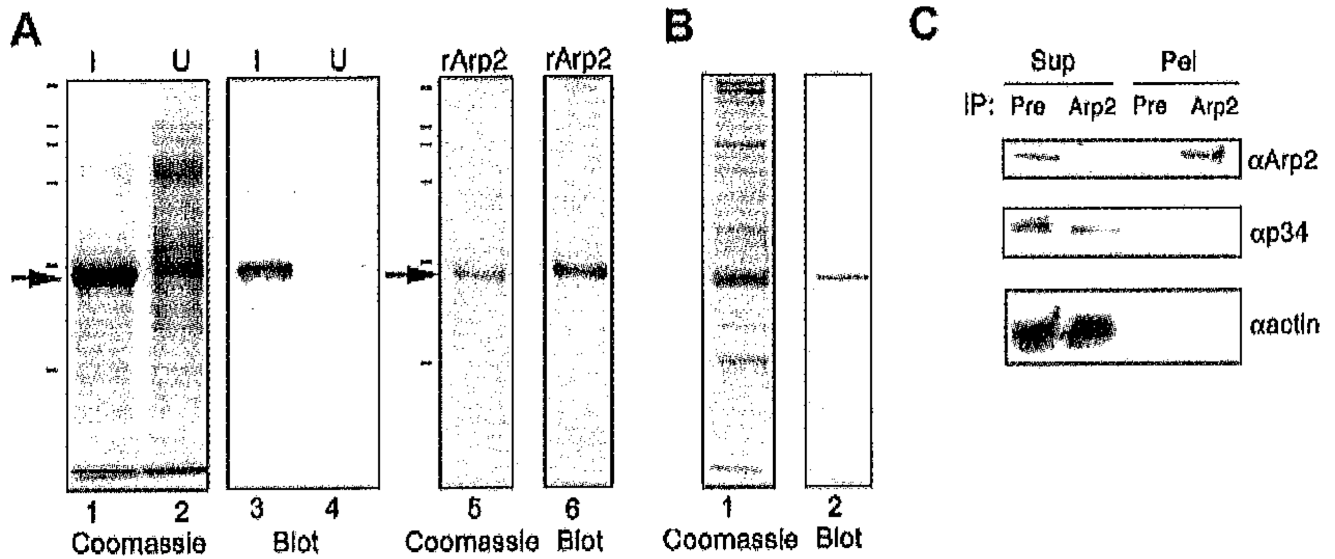 A
I U I U rArp2 rArp2
1 2 3 4 5 6
Coomassie Blot Coomassie Blot
B
1 2
Coomassie Blot
C
Sup Pel
IP: Pre Arp2 Pre Arp2
αArp2
αp34
αactin